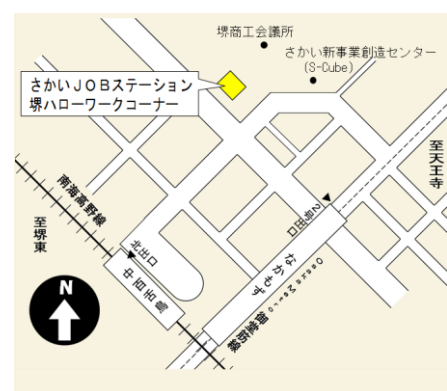 堺商工会議所
さかい新事業創造センター
(S-Cube)
さかいJOBステーション
堺ハローワークコーナー
至天王寺
南海高野線
至堺東
2号出口
北出口
中百舌鳥
なかもず
Osaka Metro
御堂筋線
N